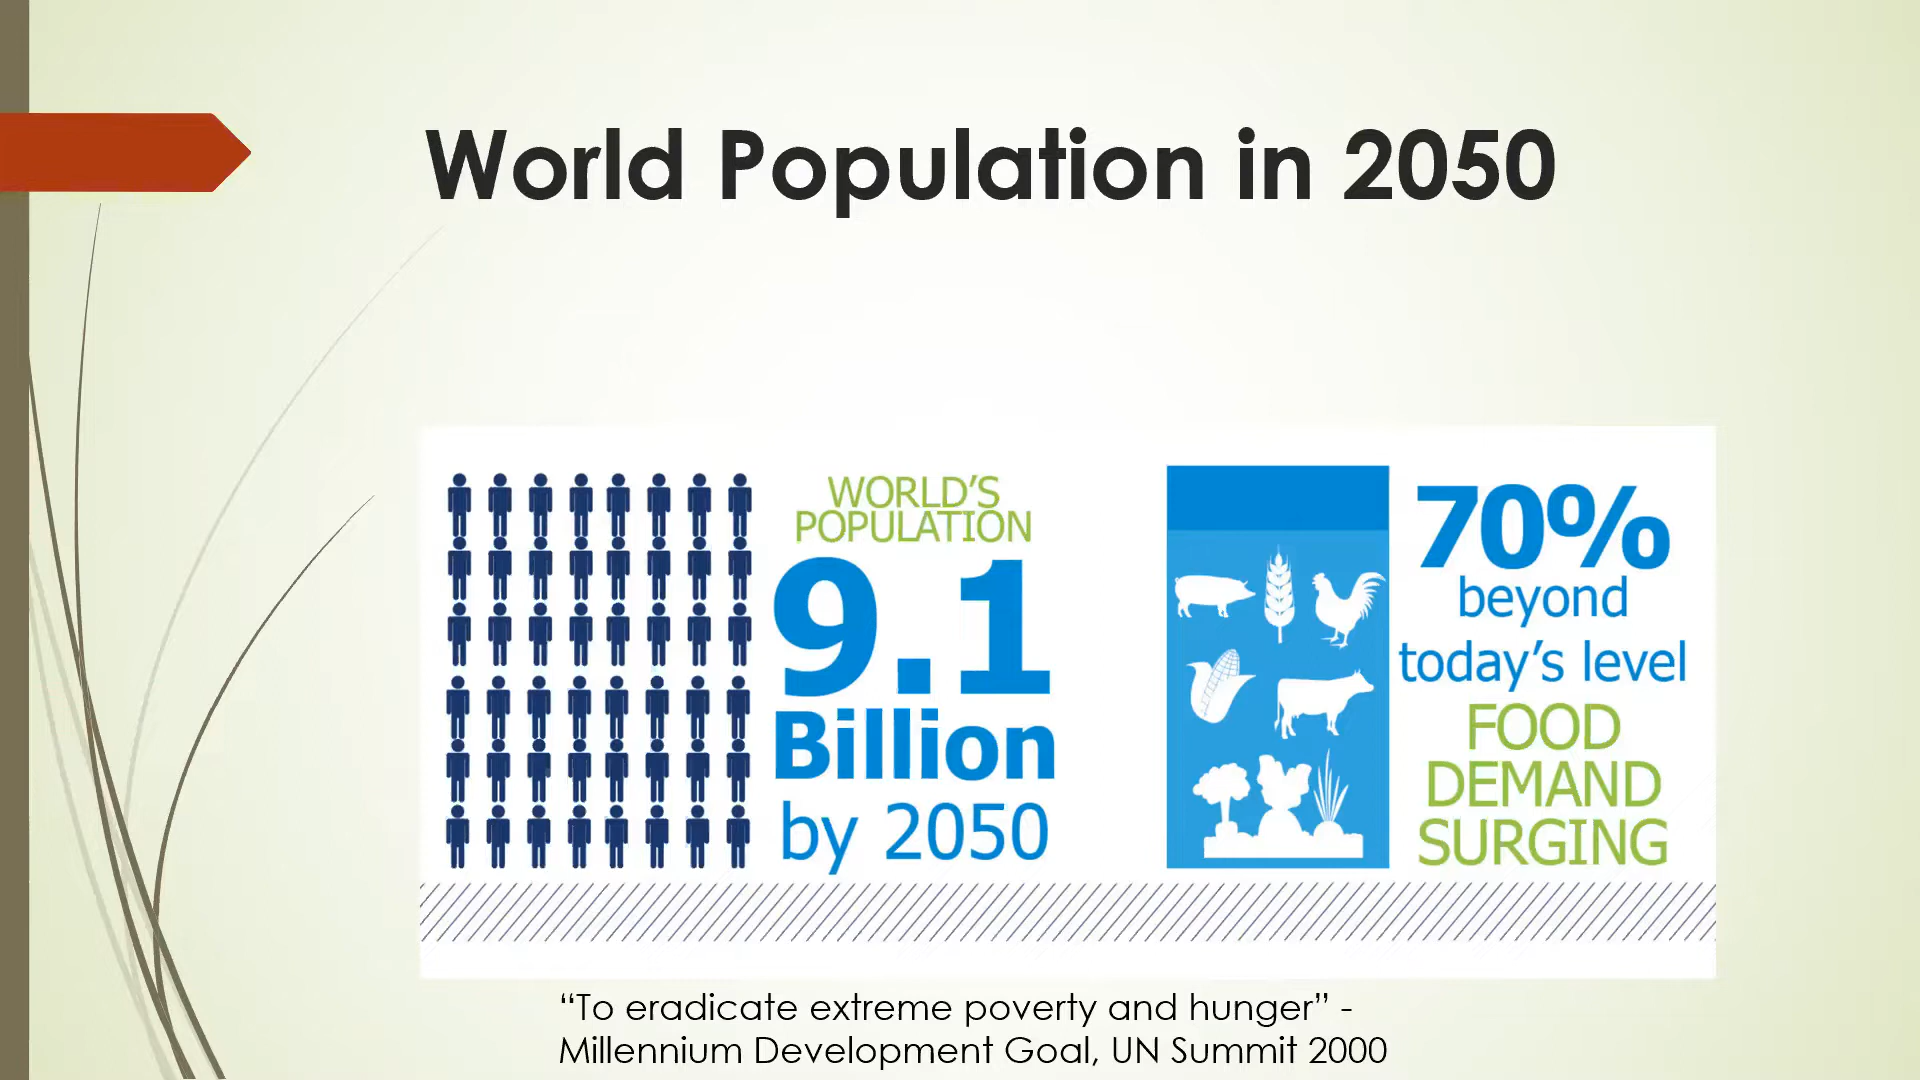 World Population in 2050
WORLD'S
POPULATION
9.1
Billion
by 2050
70%
beyond
today's level
FOOD
DEMAND
SURGING
“To eradicate extreme poverty and hunger” -
Millennium Development Goal, UN Summit 2000